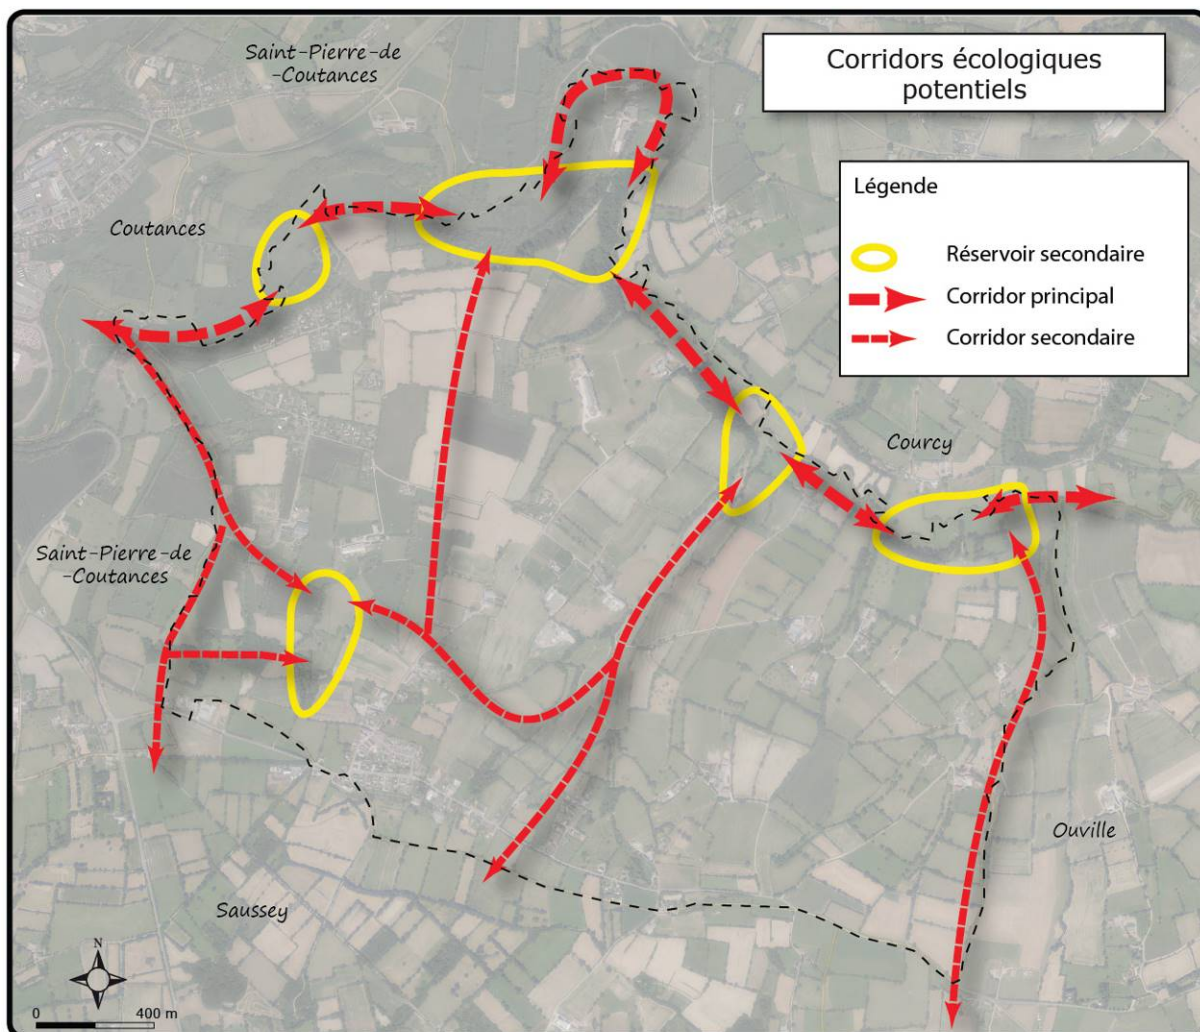 Saint-Pierre-de
-Coutances
Corridors écologiques
potentiels
Légende
Réservoir secondaire
Corridor principal
Corridor secondaire
Coutances
Courcy
Saint-Pierre-de
-Coutances
Ouville
Saussey
N
0 400 m